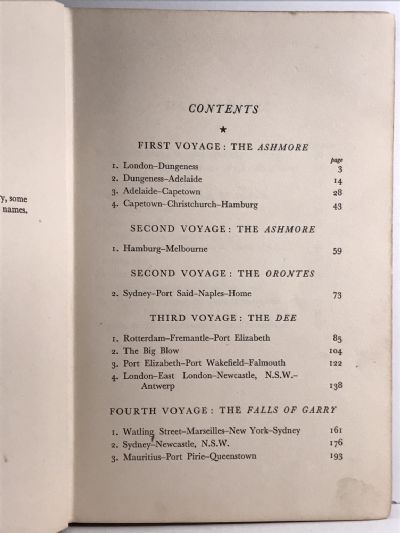 ry, some
names.
CONTENTS
★
FIRST VOYAGE: THE ASHMORE
page
1. London–Dungeness 3
2. Dungeness–Adelaide 14
3. Adelaide–Capetown 28
4. Capetown–Christchurch–Hamburg 43
SECOND VOYAGE: THE ASHMORE
1. Hamburg–Melbourne 59
SECOND VOYAGE: THE ORONTES
2. Sydney–Port Said–Naples–Home 73
THIRD VOYAGE: THE DEE
1. Rotterdam–Fremantle–Port Elizabeth 85
2. The Big Blow 104
3. Port Elizabeth–Port Wakefield–Falmouth 122
4. London–East London–Newcastle, N.S.W.–
Antwerp 138
FOURTH VOYAGE: THE FALLS OF GARRY
1. Watling Street–Marseilles–New York–Sydney 161
2. Sydney–Newcastle, N.S.W. 176
3. Mauritius–Port Pirie–Queenstown 193